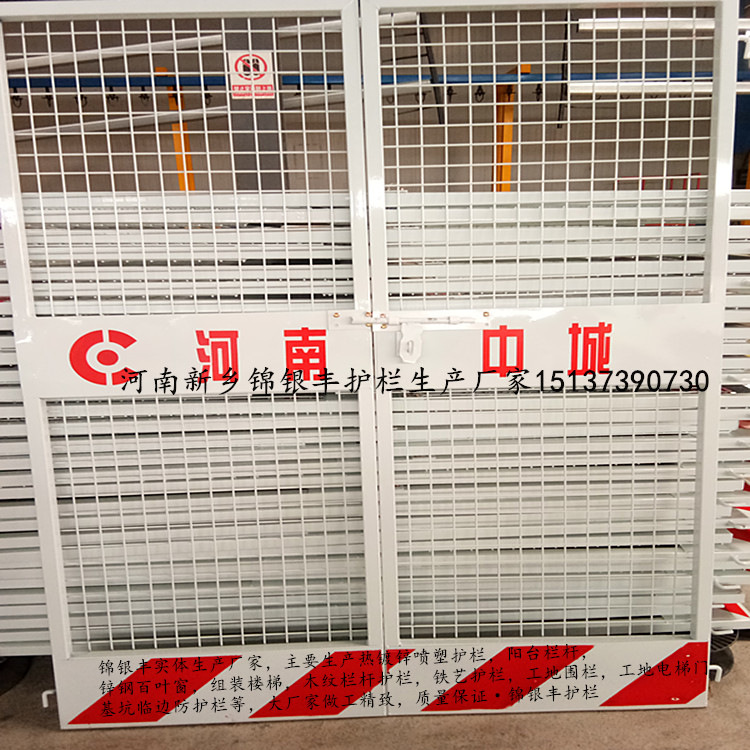 河南 中城
河南新乡锦银丰护栏生产厂家15137390730
锦银丰实体生产厂家，主要生产热镀锌喷塑护栏，阳台栏杆，
锌钢百叶窗，组装楼梯，木纹栏杆护栏，铁艺护栏，工地围栏，工地电梯门
基坑临边防护栏等，大厂家做工精致，质量保证·锦银丰护栏